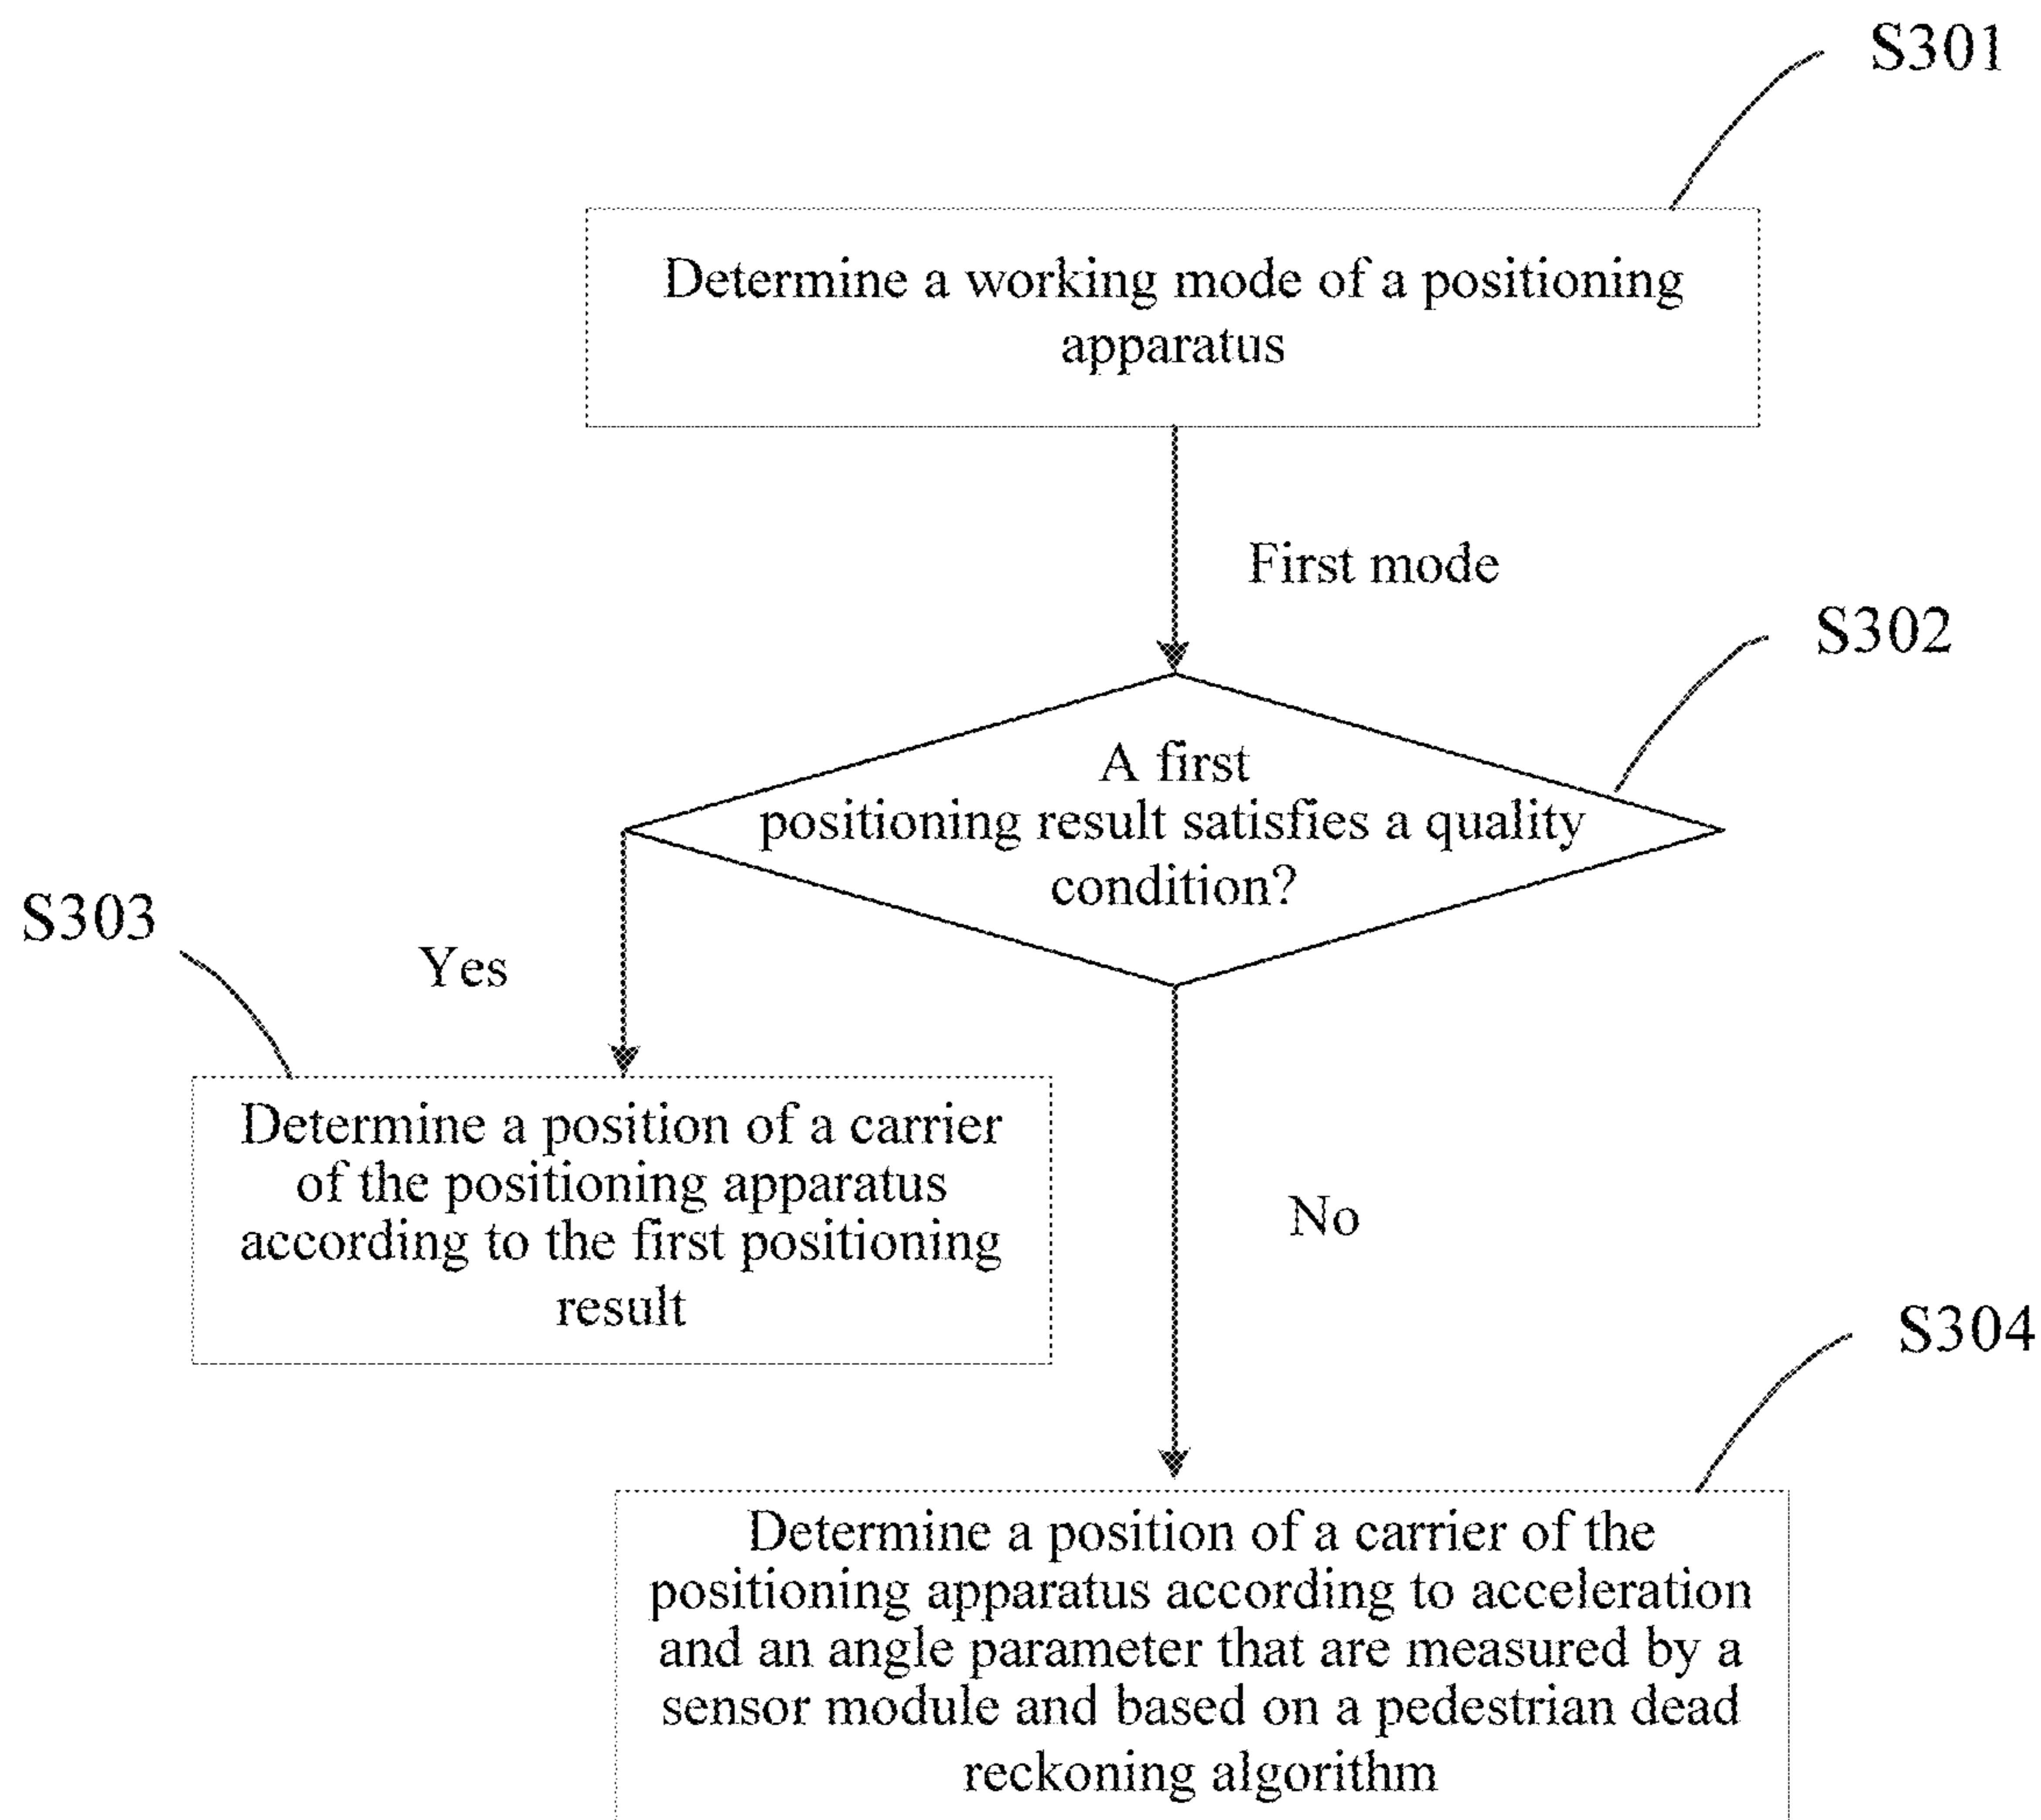 S301
Determine a working mode of a positioning
apparatus
First mode
S302
A first
positioning result satisfies a quality
condition?
S303
Yes
Determine a position of a carrier
of the positioning apparatus
according to the first positioning
result
No
S304
Determine a position of a carrier of the
positioning apparatus according to acceleration
and an angle parameter that are measured by a
sensor module and based on a pedestrian dead
reckoning algorithm